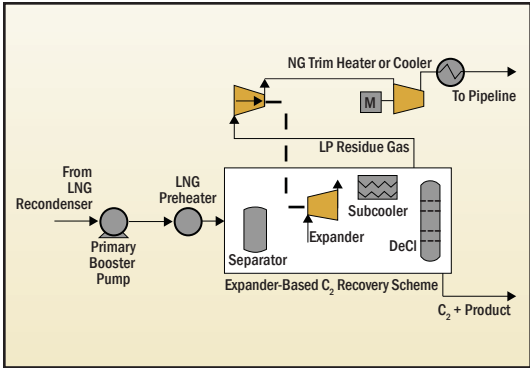 NG Trim Heater or Cooler
M
To Pipeline
LP Residue Gas
From
LNG
Recondenser
LNG
Preheater
Primary
Booster
Pump
Subcooler
Expander
Separator
DeCl
Expander-Based C₂ Recovery Scheme
C₂ + Product